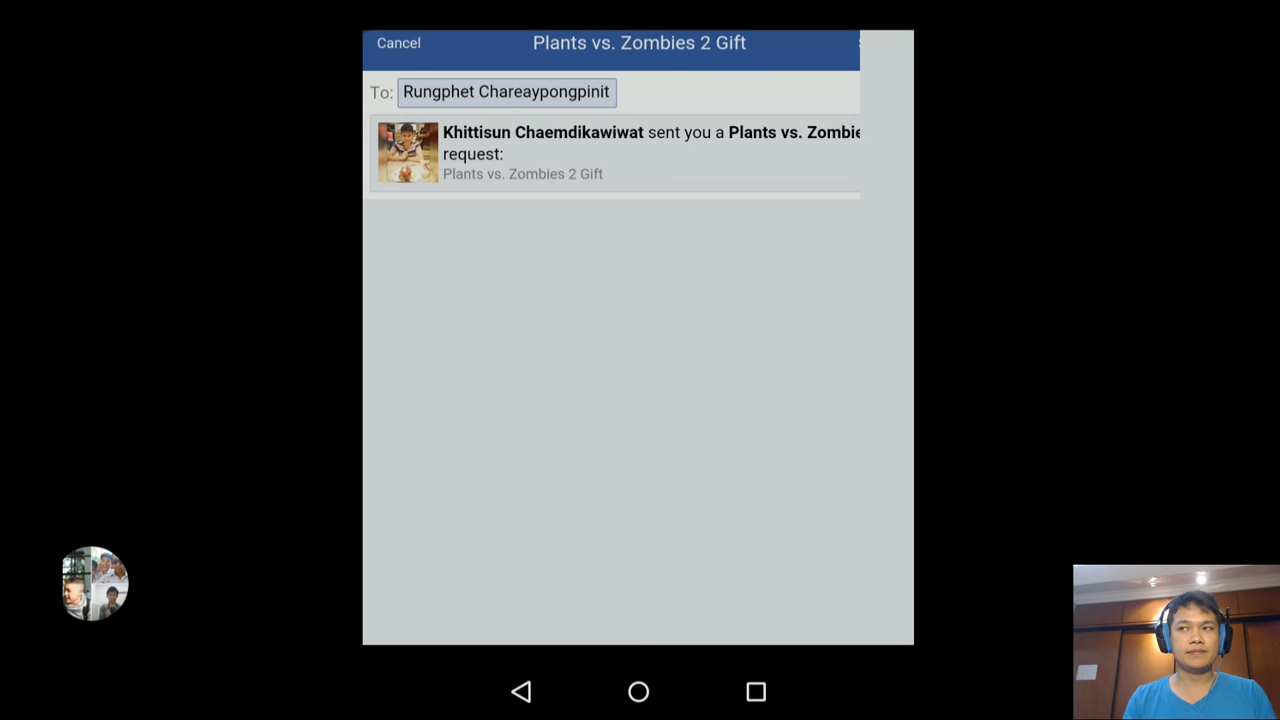 Cancel
Plants vs. Zombies 2 Gift
To: Rungphet Chareaypongpinit
Khittisun Chaemdikawiwat sent you a Plants vs. Zombie
request:
Plants vs. Zombies 2 Gift